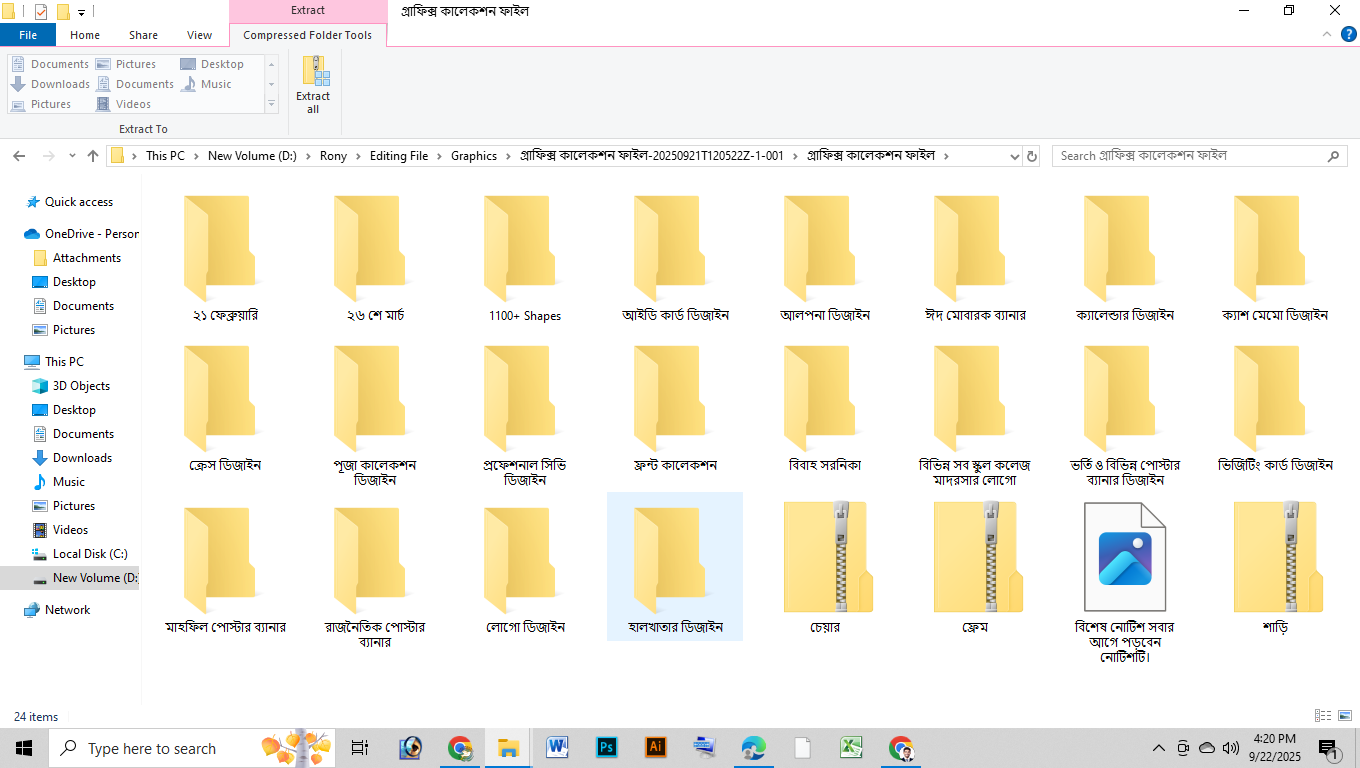 Extract
গ্রাফিক্স কালেকশন ফাইল
File Home Share View Compressed Folder Tools
Documents Pictures Desktop
Downloads Documents Music
Pictures Videos
Extract all
Extract To
This PC New Volume (D:) Rony Editing File Graphics গ্রাফিক্স কালেকশন ফাইল-20250921T120522Z-1-001 গ্রাফিক্স কালেকশন ফাইল
Search গ্রাফিক্স কালেকশন ফাইল
Quick access
OneDrive - Person
Attachments
Desktop
Documents
Pictures
This PC
3D Objects
Desktop
Documents
Downloads
Music
Pictures
Videos
Local Disk (C:)
New Volume (D:
Network
২১ ফেব্রুয়ারি
২৬ শে মার্চ
1100+ Shapes
আইডি কার্ড ডিজাইন
আলপনা ডিজাইন
ঈদ মোবারক ব্যানার
ক্যালেন্ডার ডিজাইন
ক্যাশ মেমো ডিজাইন
ক্রেস ডিজাইন
পূজা কালেকশন
ডিজাইন
প্রফেশনাল সিভি
ডিজাইন
ফ্রন্ট কালেকশন
বিবাহ সরনিকা
বিভিন্ন সব স্কুল কলেজ
মাদরসার লোগো
ভর্তি ও বিভিন্ন পোস্টার
ব্যানার ডিজাইন
ভিজিটিং কার্ড ডিজাইন
মাহফিল পোস্টার ব্যানার
রাজনৈতিক পোস্টার
ব্যানার
লোগো ডিজাইন
হালখাতার ডিজাইন
চেয়ার
ফ্রেম
বিশেষ নোটিশ সবার
আগে পড়বেন
নোটিশটি।
শাড়ি
24 items
Type here to search
4:20 PM
9/22/2025